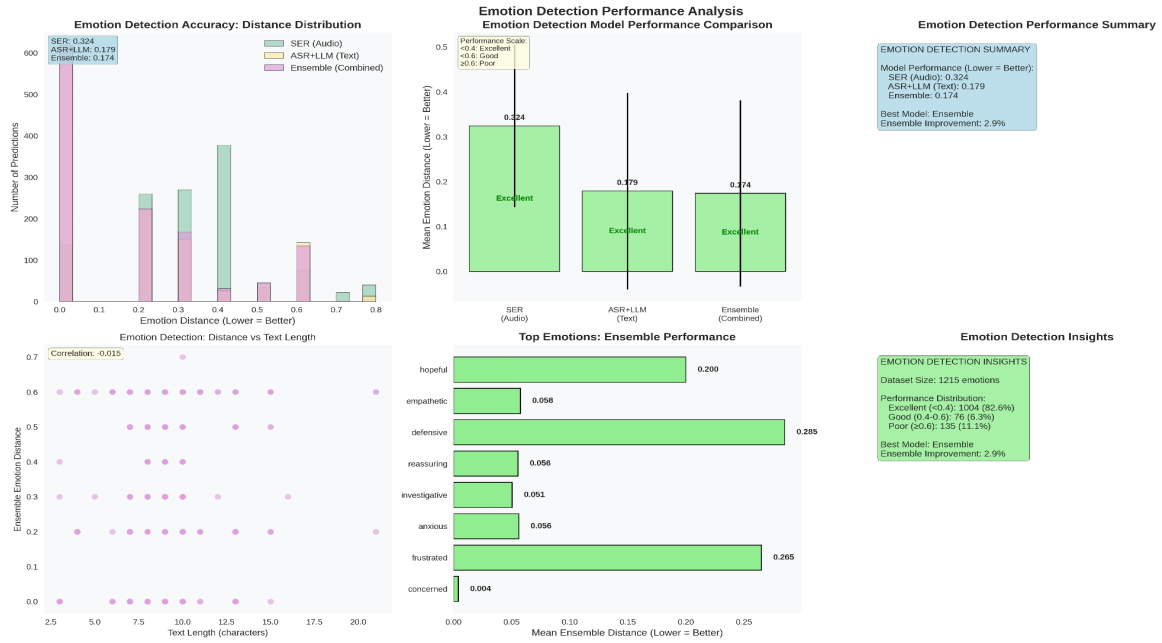 Emotion Detection Performance Analysis
Emotion Detection Accuracy: Distance Distribution
SER: 0.324
ASR+LLM: 0.179
Ensemble: 0.174
SER (Audio)
ASR+LLM (Text)
Ensemble (Combined)
Number of Predictions
600
500
400
300
200
100
0
0.0 0.1 0.2 0.3 0.4 0.5 0.6 0.7 0.8
Emotion Distance (Lower = Better)
Emotion Detection Model Performance Comparison
Performance Scale:
<0.4: Excellent
<0.6: Good
≥0.6: Poor
Mean Emotion Distance (Lower = Better)
0.5
0.4
0.3
0.2
0.1
0.0
0.324
0.179
0.174
Excellent
Excellent
Excellent
SER
(Audio)
ASR+LLM
(Text)
Ensemble
(Combined)
Emotion Detection Performance Summary
EMOTION DETECTION SUMMARY
Model Performance (Lower = Better):
SER (Audio): 0.324
ASR+LLM (Text): 0.179
Ensemble: 0.174
Best Model: Ensemble
Ensemble Improvement: 2.9%
Emotion Detection: Distance vs Text Length
Correlation: -0.015
Ensemble Emotion Distance
0.7
0.6
0.5
0.4
0.3
0.2
0.1
0.0
2.5 5.0 7.5 10.0 12.5 15.0 17.5 20.0
Text Length (characters)
Top Emotions: Ensemble Performance
hopeful 0.200
empathetic 0.058
defensive 0.285
reassuring 0.056
investigative 0.051
anxious 0.056
frustrated 0.265
concerned 0.004
0.00 0.05 0.10 0.15 0.20 0.25
Mean Ensemble Distance (Lower = Better)
Emotion Detection Insights
EMOTION DETECTION INSIGHTS
Dataset Size: 1215 emotions
Performance Distribution:
Excellent (<0.4): 1004 (82.6%)
Good (0.4-0.6): 76 (6.3%)
Poor (≥0.6): 135 (11.1%)
Best Model: Ensemble
Ensemble Improvement: 2.9%